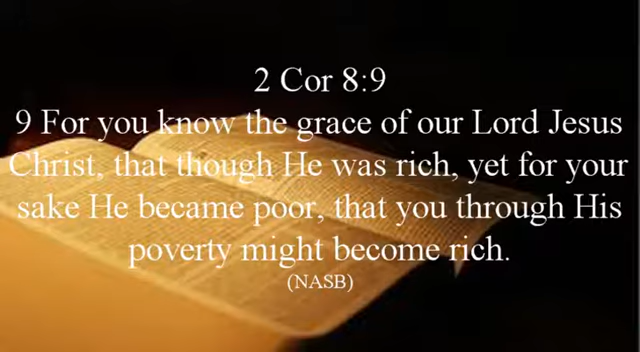 2 Cor 8:9
9 For you know the grace of our Lord Jesus
Christ, that though He was rich, yet for your
sake He became poor, that you through His
poverty might become rich.
(NASB)